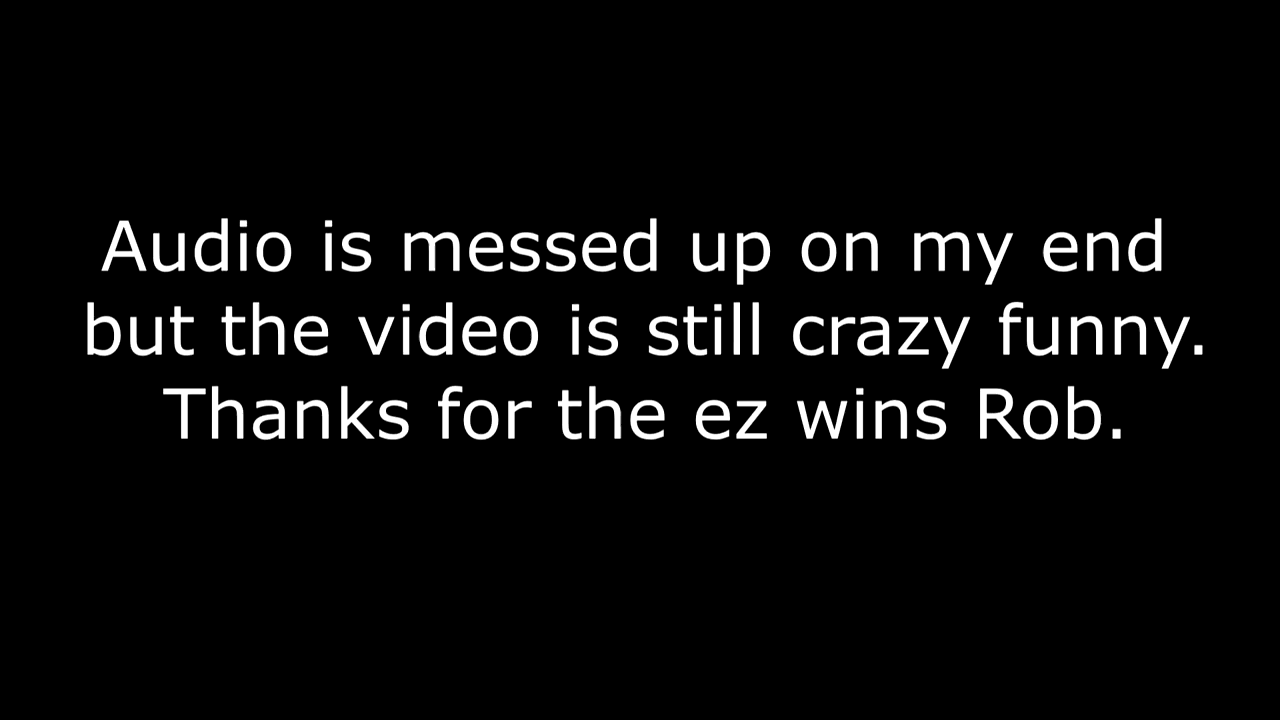 Audio is messed up on my end
but the video is still crazy funny.
Thanks for the ez wins Rob.